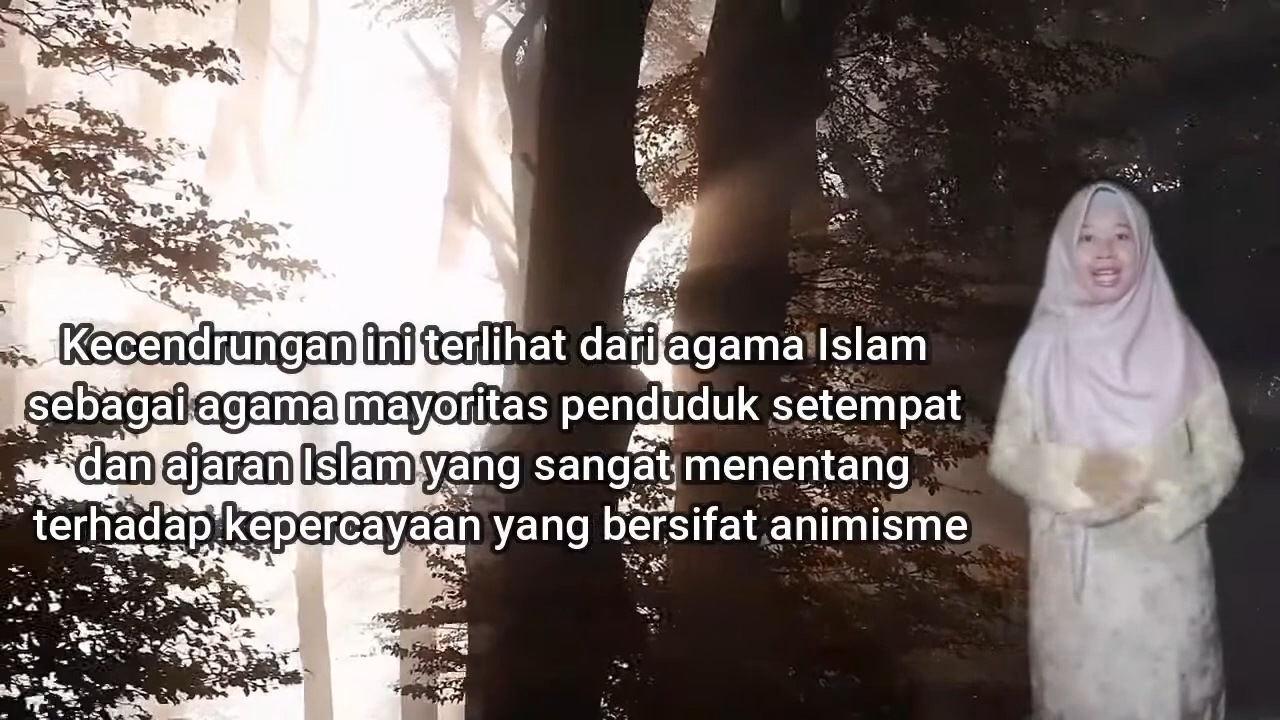 Kecendrungan ini terlihat dari agama Islam
sebagai agama mayoritas penduduk setempat
dan ajaran Islam yang sangat menentang
terhadap kepercayaan yang bersifat animisme